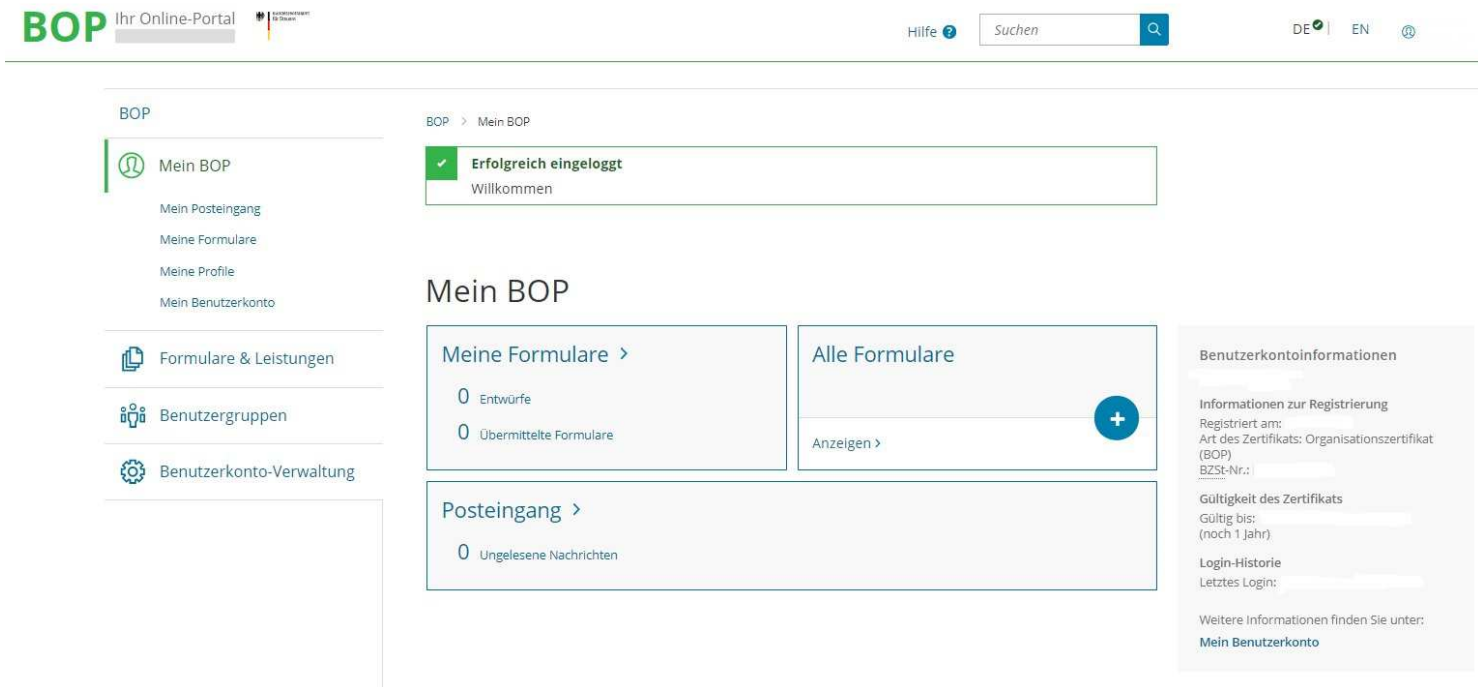 BOP Ihr Online-Portal
Hilfe ?
Suchen
DE | EN
BOP
Mein BOP
Mein Posteingang
Meine Formulare
Meine Profile
Mein Benutzerkonto
Formulare & Leistungen
Benutzergruppen
Benutzerkonto-Verwaltung
BOP > Mein BOP
Erfolgreich eingeloggt
Willkommen
Mein BOP
Meine Formulare >
0 Entwürfe
0 Übermittelte Formulare
Alle Formulare
+
Anzeigen >
Posteingang >
0 Ungelesene Nachrichten
Benutzerkontoinformationen
Informationen zur Registrierung
Registriert am:
Art des Zertifikats: Organisationszertifikat
(BOP)
BZSt-Nr.:
Gültigkeit des Zertifikats
Gültig bis:
(noch 1 Jahr)
Login-Historie
Letztes Login:
Weitere Informationen finden Sie unter:
Mein Benutzerkonto